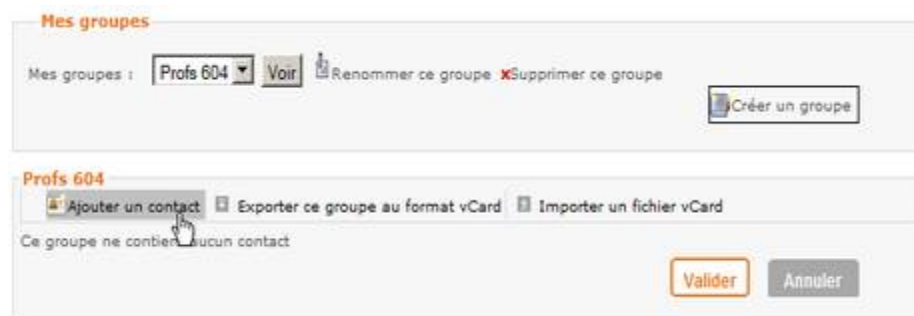 Mes groupes
Mes groupes : Profs 604 Voir Renommer ce groupe xSupprimer ce groupe
Créer un groupe
Profs 604
Ajouter un contact Exporter ce groupe au format vCard Importer un fichier vCard
Ce groupe ne contient aucun contact
Valider Annuler